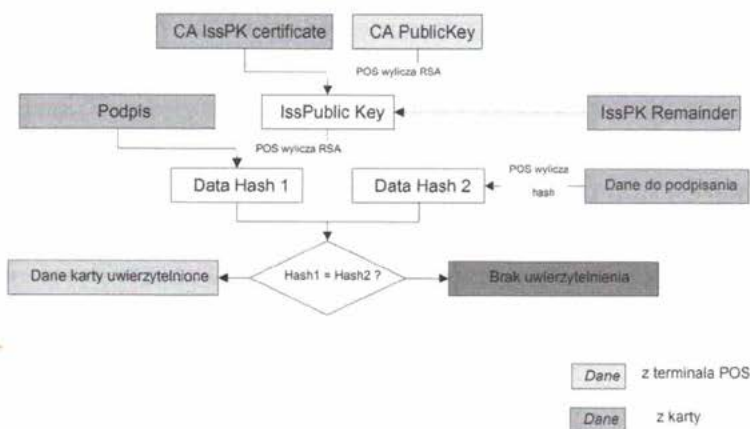 CA IssPK certificate
CA PublicKey
POS wylicza RSA
Podpis
IssPublic Key
IssPK Remainder
POS wylicza RSA
Data Hash 1
Data Hash 2
POS wylicza
hash
Dane do podpisania
Dane karty uwierzytelnione
Hash1 = Hash2 ?
Brak uwierzytelnienia
Dane z terminala POS
Dane z karty